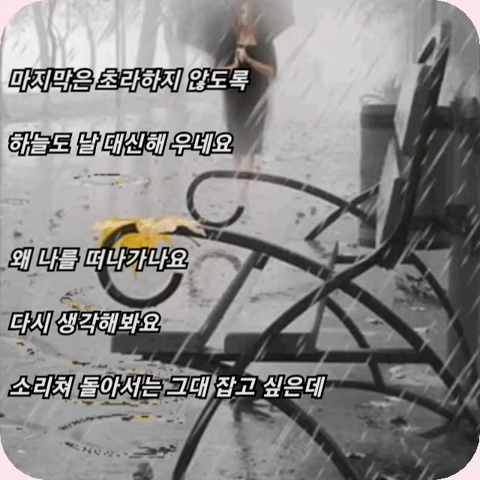 마지막은 초라하지 않도록
하늘도 날 대신해 우네요
왜 나를 떠나가나요
다시 생각해봐요
소리쳐 돌아서는 그대 잡고 싶은데